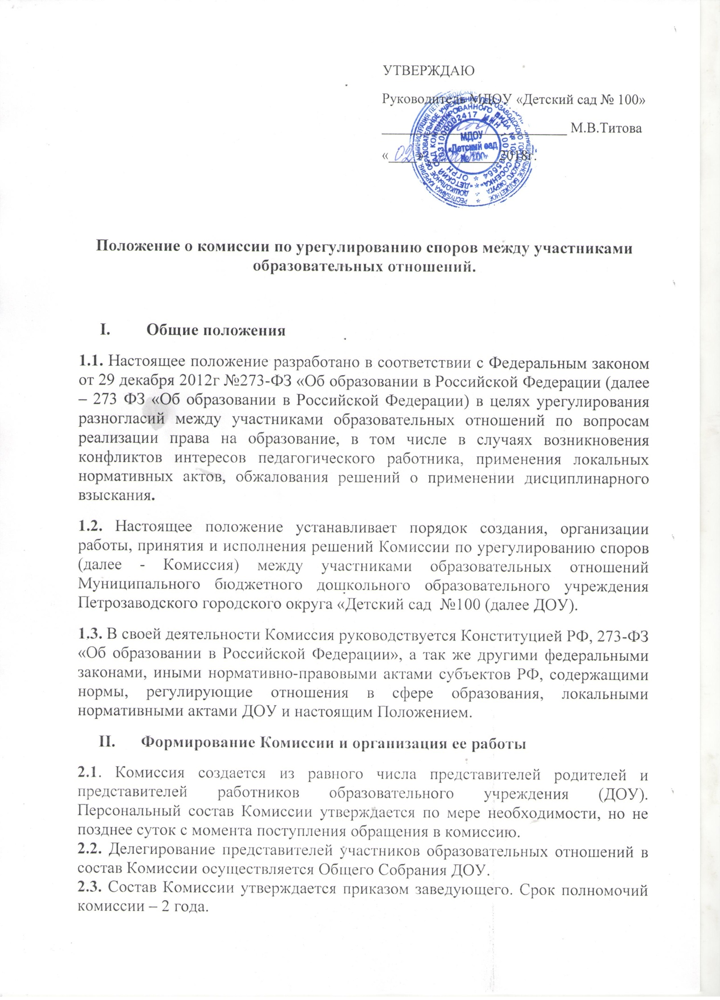 УТВЕРЖДАЮ
Руководитель МДОУ «Детский сад № 100»
М.В.Титова
« 02 » 2018г.
МДОУ
«Детский сад
№ 100»
Положение о комиссии по урегулированию споров между участниками
образовательных отношений.
I. Общие положения
1.1. Настоящее положение разработано в соответствии с Федеральным законом
от 29 декабря 2012г №273-ФЗ «Об образовании в Российской Федерации (далее
– 273 ФЗ «Об образовании в Российской Федерации) в целях урегулирования
разногласий между участниками образовательных отношений по вопросам
реализации права на образование, в том числе в случаях возникновения
конфликтов интересов педагогического работника, применения локальных
нормативных актов, обжалования решений о применении дисциплинарного
взыскания.
1.2. Настоящее положение устанавливает порядок создания, организации
работы, принятия и исполнения решений Комиссии по урегулированию споров
(далее - Комиссия) между участниками образовательных отношений
Муниципального бюджетного дошкольного образовательного учреждения
Петрозаводского городского округа «Детский сад №100 (далее ДОУ).
1.3. В своей деятельности Комиссия руководствуется Конституцией РФ, 273-ФЗ
«Об образовании в Российской Федерации», а так же другими федеральными
законами, иными нормативно-правовыми актами субъектов РФ, содержащими
нормы, регулирующие отношения в сфере образования, локальными
нормативными актами ДОУ и настоящим Положением.
II. Формирование Комиссии и организация ее работы
2.1. Комиссия создается из равного числа представителей родителей и
представителей работников образовательного учреждения (ДОУ).
Персональный состав Комиссии утверждается по мере необходимости, но не
позднее суток с момента поступления обращения в комиссию.
2.2. Делегирование представителей участников образовательных отношений в
состав Комиссии осуществляется Общего Собрания ДОУ.
2.3. Состав Комиссии утверждается приказом заведующего. Срок полномочий
комиссии – 2 года.